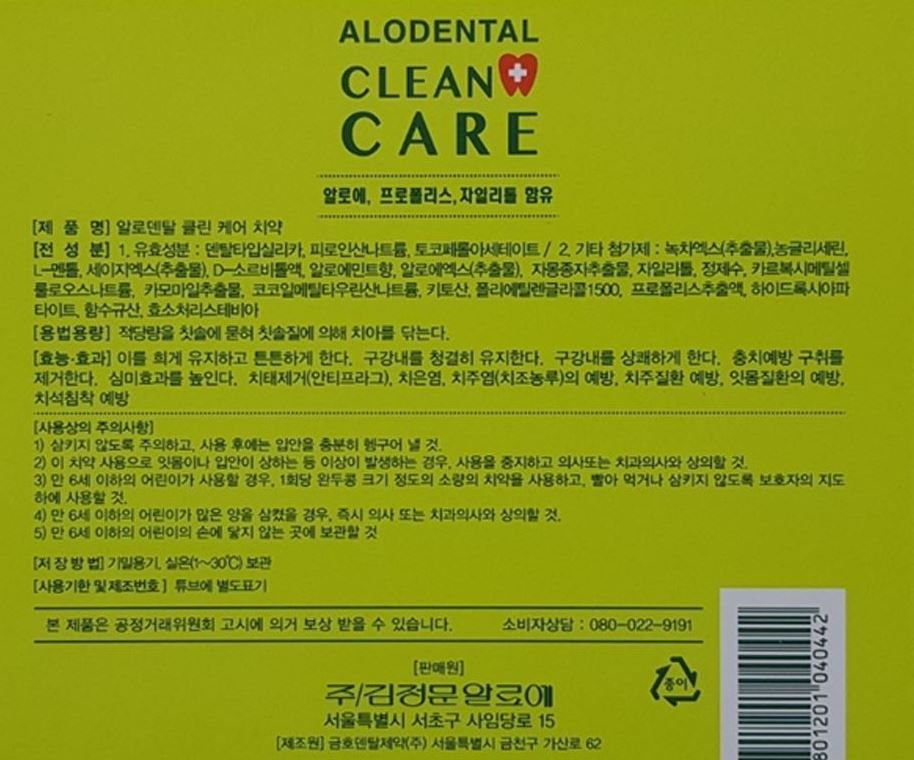 ALODENTAL
CLEAN
CARE
알로에, 프로폴리스, 자일리톨 함유
[제 품 명] 알로덴탈 클린 케어 치약
[전 성 분] 1. 유효성분 : 덴탈타입실리카, 피로인산나트륨, 토코페롤아세테이트 / 2. 기타 첨가제 : 녹차엑스(추출물),농글리세린,
L-멘톨, 세이지엑스(추출물), D-소르비톨액, 알로에민트향, 알로에엑스(추출물), 자몽종자추출물, 자일리톨, 정제수, 카르복시메틸셀
룰로오스나트륨, 카모마일추출물, 코코일메틸타우린산나트륨, 키토산, 폴리에틸렌글리콜1500, 프로폴리스추출액, 하이드록시아파
타이트, 함수규산, 효소처리스테비아
[용법용량] 적당량을 칫솔에 묻혀 칫솔질에 의해 치아를 닦는다.
[효능·효과] 이를 희게 유지하고 튼튼하게 한다. 구강내를 청결히 유지한다. 구강내를 상쾌하게 한다. 충치예방 구취를
제거한다. 심미효과를 높인다. 치태제거(안티프라그), 치은염, 치주염(치조농루)의 예방, 치주질환 예방, 잇몸질환의 예방,
치석침착 예방
[사용상의 주의사항]
1) 삼키지 않도록 주의하고, 사용 후에는 입안을 충분히 헹구어 낼 것.
2) 이 치약 사용으로 잇몸이나 입안이 상하는 등 이상이 발생하는 경우, 사용을 중지하고 의사또는 치과의사와 상의할 것.
3) 만 6세 이하의 어린이가 사용할 경우, 1회당 완두콩 크기 정도의 소량의 치약을 사용하고, 빨아 먹거나 삼키지 않도록 보호자의 지도
하에 사용할 것.
4) 만 6세 이하의 어린이가 많은 양을 삼켰을 경우, 즉시 의사 또는 치과의사와 상의할 것.
5) 만 6세 이하의 어린이의 손에 닿지 않는 곳에 보관할 것
[저 장 방 법] 기밀용기, 실온(1~30℃) 보관
[사용기한 및 제조번호] 튜브에 별도표기
본 제품은 공정거래위원회 고시에 의거 보상 받을 수 있습니다. 소비자상담 : 080-022-9191
[판매원]
주/김정문알로에
서울특별시 서초구 사임당로 15
[제조원] 금호덴탈제약(주) 서울특별시 금천구 가산로 62
종이
801201 040442